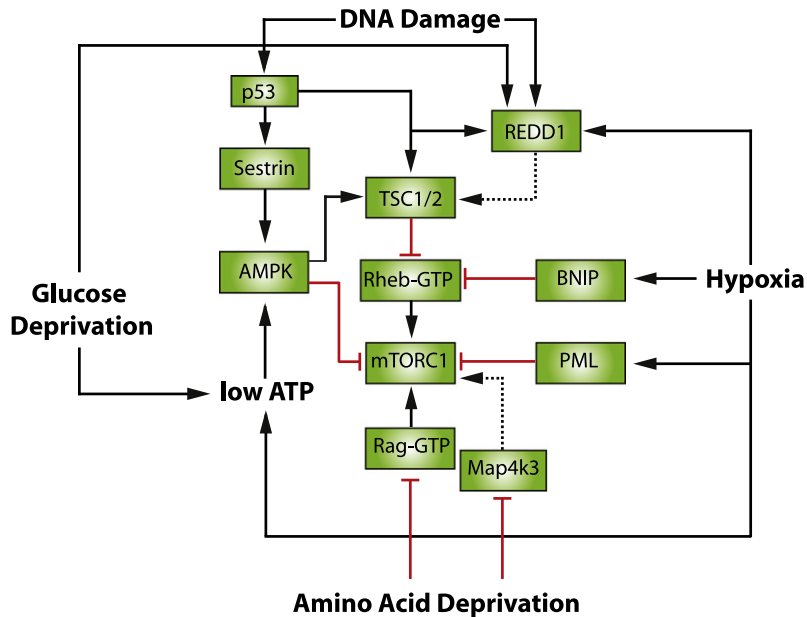 DNA Damage
p53
REDD1
Sestrin
TSC1/2
AMPK
Rheb-GTP
BNIP
Hypoxia
Glucose
Deprivation
mTORC1
PML
low ATP
Rag-GTP
Map4k3
Amino Acid Deprivation